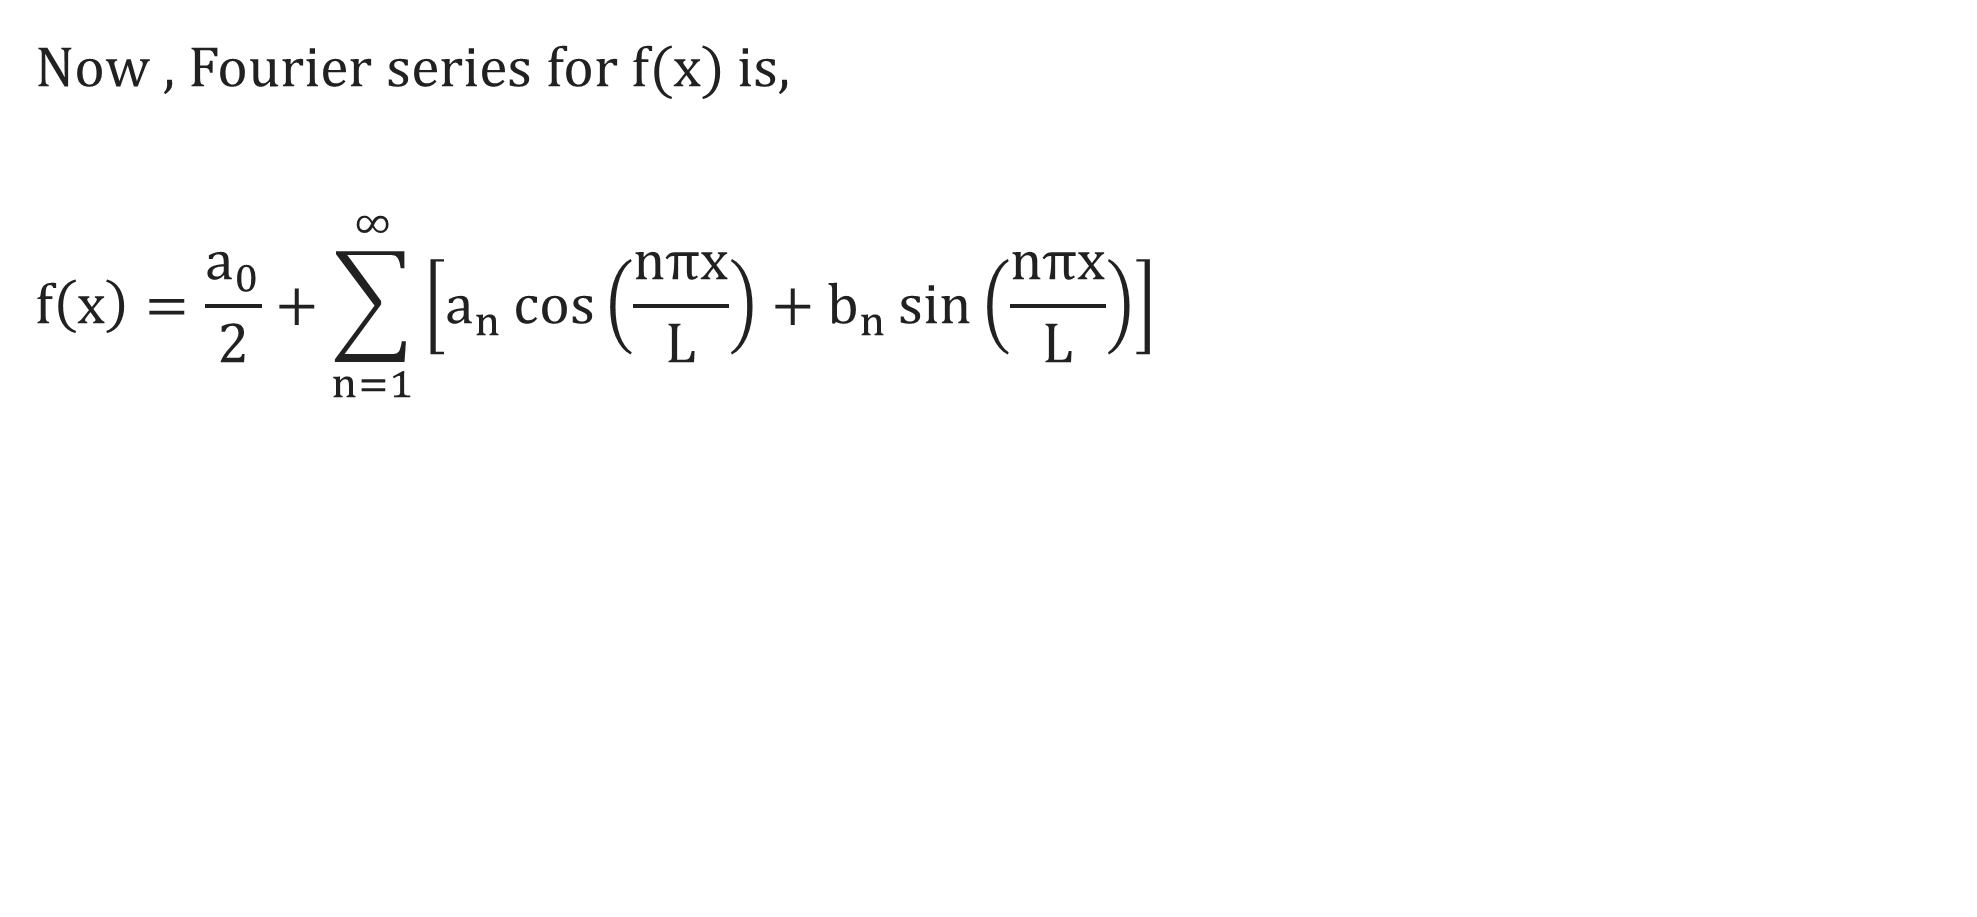 Now , Fourier series for f(x) is,
f(x) = a₀/2 + ∑_{n=1}^{∞} [aₙ cos (nπx/L) + bₙ sin (nπx/L)]